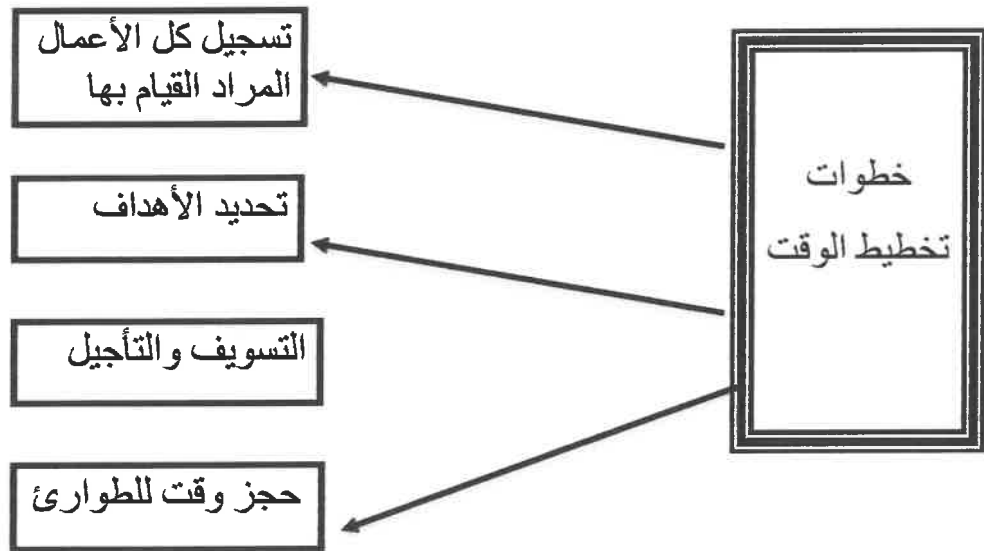 خطوات
تخطيط الوقت
تسجيل كل الأعمال
المراد القيام بها
تحديد الأهداف
التسويف والتأجيل
حجز وقت للطوارئ